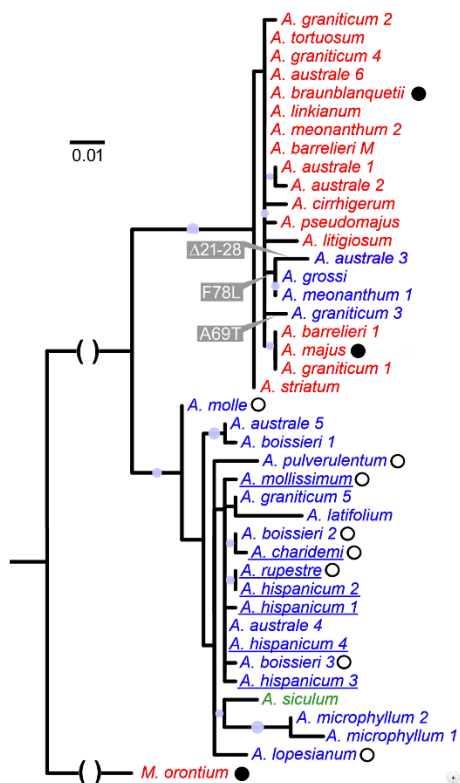 A. graniticum 2
A. tortuosum
A. graniticum 4
A. australe 6
A. braunblanquetii
A. linkianum
A. meonanthum 2
0.01
A. barrelieri M
A. australe 1
A. australe 2
A. cirrhigerum
A. pseudomajus
A. litigiosum
Δ21-28
A. australe 3
A. grossi
F78L
A. meonanthum 1
A. graniticum 3
A69T
A. barrelieri 1
( )
A. majus
A. graniticum 1
A. striatum
A. molle
A. australe 5
A. boissieri 1
A. pulverulentum
A. mollissimum
A. graniticum 5
A. latifolium
A. boissieri 2
A. charidemi
A. rupestre
A. hispanicum 2
A. hispanicum 1
A. australe 4
A. hispanicum 4
A. boissieri 3
A. hispanicum 3
A. siculum
A. microphyllum 2
A. microphyllum 1
A. lopesianum
( )
M. orontium